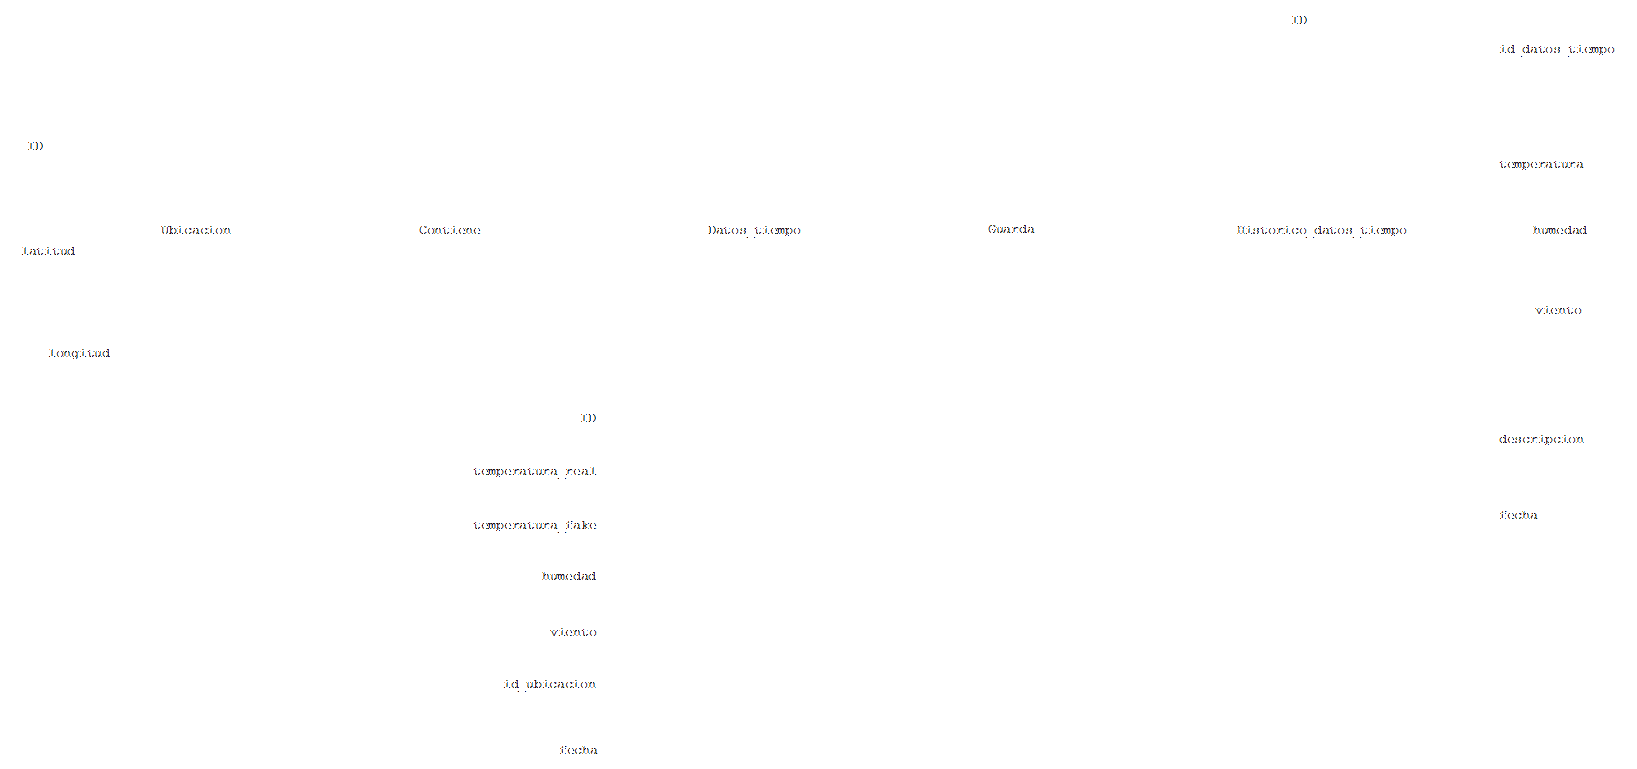 ID
id_datos_tiempo
ID
temperatura
Ubicacion Contiene Datos_tiempo Guarda Historico_datos_tiempo humedad
latitud
viento
longitud
ID
descripcion
temperatura_real
fecha
temperatura_fake
humedad
viento
id_ubicacion
fecha